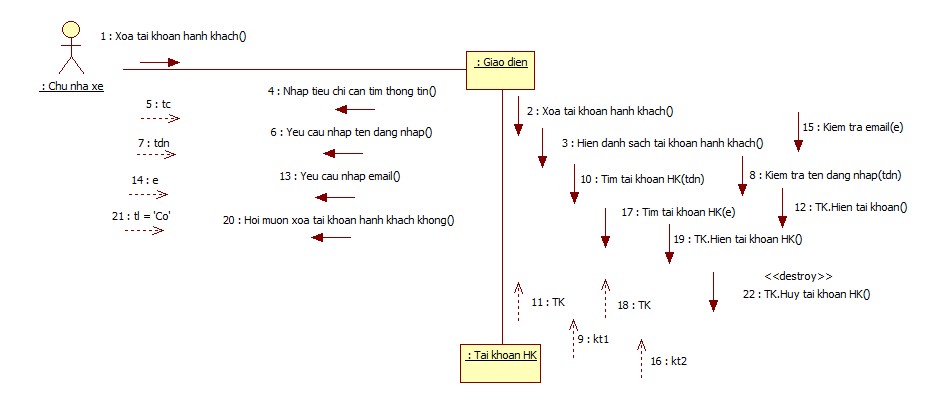 1 : Xoa tai khoan hanh khach()
: Chu nha xe
: Giao dien
4 : Nhap tieu chi can tim thong tin()
5 : tc
6 : Yeu cau nhap ten dang nhap()
7 : tdn
13 : Yeu cau nhap email()
14 : e
20 : Hoi muon xoa tai khoan hanh khach khong()
21 : tl = 'Co'
2 : Xoa tai khoan hanh khach()
15 : Kiem tra email(e)
3 : Hien danh sach tai khoan hanh khach()
10 : Tim tai khoan HK(tdn)
8 : Kiem tra ten dang nhap(tdn)
17 : Tim tai khoan HK(e)
12 : TK.Hien tai khoan()
19 : TK.Hien tai khoan HK()
<<destroy>>
22 : TK.Huy tai khoan HK()
11 : TK
18 : TK
9 : kt1
16 : kt2
: Tai khoan HK